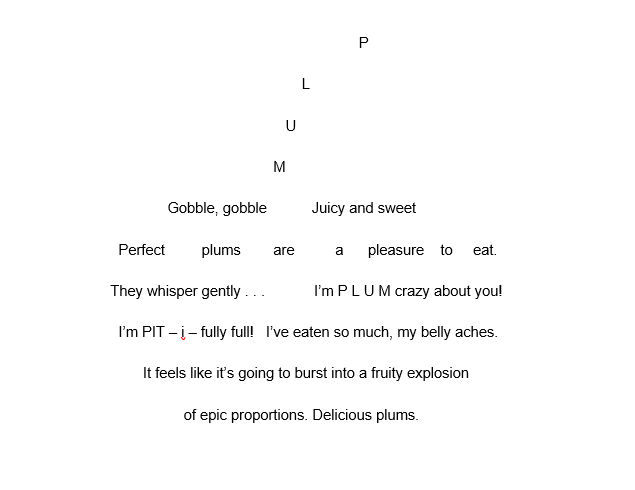 P
L
U
M
Gobble, gobble Juicy and sweet
Perfect plums are a pleasure to eat.
They whisper gently . . . I’m P L U M crazy about you!
I’m PIT – i – fully full! I’ve eaten so much, my belly aches.
It feels like it’s going to burst into a fruity explosion
of epic proportions. Delicious plums.